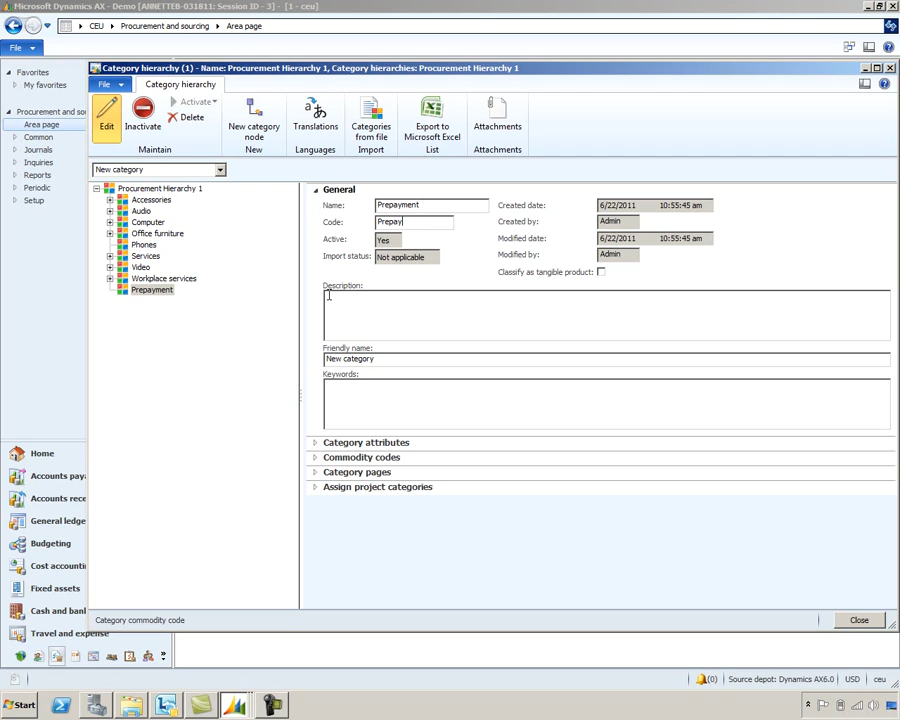 Microsoft Dynamics AX - Demo [ANNETTEB-031811: Session ID - 3] - [1 - ceu]
CEU
Procurement and sourcing
Area page
File
Favorites
My favorites
Procurement and sou
Area page
Common
Journals
Inquiries
Reports
Periodic
Setup
Home
Accounts pay
Accounts rece
General ledge
Budgeting
Cost accounti
Fixed assets
Cash and bank
Travel and expense
Category hierarchy (1) - Name: Procurement Hierarchy 1, Category hierarchies: Procurement Hierarchy 1
File
Category hierarchy
Edit
Inactivate
Activate
Delete
Maintain
New category node
New
Translations
Languages
Categories from file
Import
Export to Microsoft Excel
List
Attachments
Attachments
New category
Procurement Hierarchy 1
Accessories
Audio
Computer
Office furniture
Phones
Services
Video
Workplace services
Prepayment
General
Name: Prepayment
Code: Prepay
Active: Yes
Import status: Not applicable
Created date: 6/22/2011 10:55:45 am
Created by: Admin
Modified date: 6/22/2011 10:55:45 am
Modified by: Admin
Classify as tangible product:
Description:
Friendly name:
New category
Keywords:
Category attributes
Commodity codes
Category pages
Assign project categories
Category commodity code
Close
(0)
Source depot: Dynamics AX6.0
USD
ceu
Start